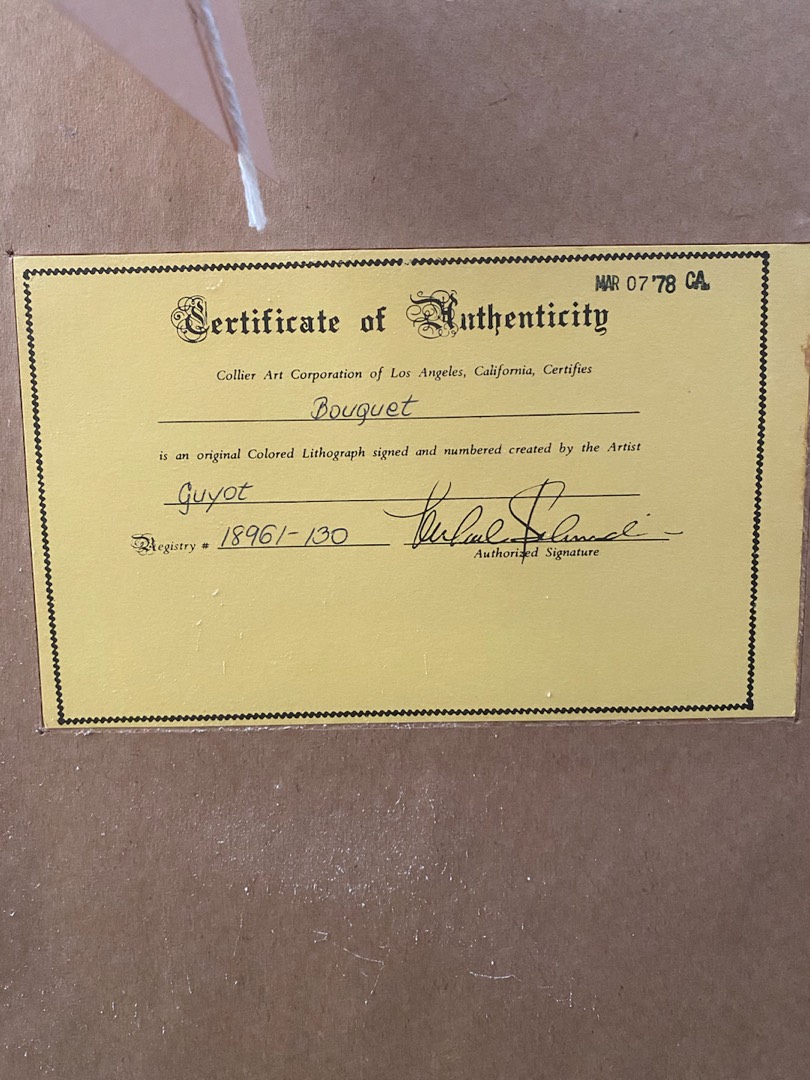 MAR 07 '78 CA.
Certificate of Authenticity
Collier Art Corporation of Los Angeles, California, Certifies
Bouquet
is an original Colored Lithograph signed and numbered created by the Artist
Guyot
Registry # 18961-130
Authorized Signature